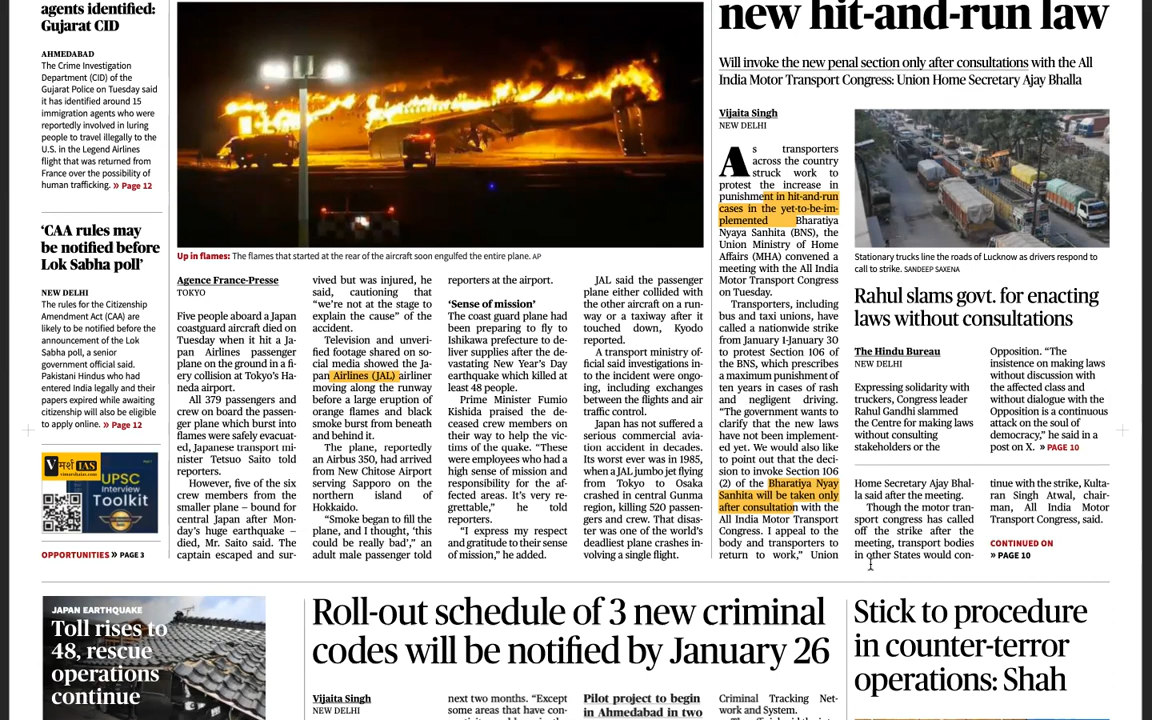 agents identified:
Gujarat CID
AHMEDABAD
The Crime Investigation
Department (CID) of the
Gujarat Police on Tuesday said
it has identified around 15
immigration agents who were
reportedly involved in luring
people to travel illegally to the
U.S. in the Legend Airlines
flight that was returned from
France over the possibility of
human trafficking. » Page 12
‘CAA rules may
be notified before
Lok Sabha poll’
NEW DELHI
The rules for the Citizenship
Amendment Act (CAA) are
likely to be notified before the
announcement of the Lok
Sabha poll, a senior
government official said.
Pakistani Hindus who had
entered India legally and their
papers expired while awaiting
citizenship will also be eligible
to apply online. » Page 12
Vमर्श IAS
UPSC
Interview
Toolkit
OPPORTUNITIES » PAGE 3
Up in flames: The flames that started at the rear of the aircraft soon engulfed the entire plane. AP
Agence France-Presse
TOKYO
Five people aboard a Japan
coastguard aircraft died on
Tuesday when it hit a Ja-
pan Airlines passenger
plane on the ground in a fi-
ery collision at Tokyo’s Ha-
neda airport.
All 379 passengers and
crew on board the passen-
ger plane which burst into
flames were safely evacuat-
ed, Japanese transport mi-
nister Tetsuo Saito told
reporters.
However, five of the six
crew members from the
smaller plane – bound for
central Japan after Mon-
day’s huge earthquake –
died, Mr. Saito said. The
captain escaped and sur-
vived but was injured, he
said, cautioning that
“we’re not at the stage to
explain the cause” of the
accident.
Television and unveri-
fied footage shared on so-
cial media showed the Ja-
pan Airlines (JAL) airliner
moving along the runway
before a large eruption of
orange flames and black
smoke burst from beneath
and behind it.
The plane, reportedly
an Airbus 350, had arrived
from New Chitose Airport
serving Sapporo on the
northern island of
Hokkaido.
“Smoke began to fill the
plane, and I thought, ‘this
could be really bad’,” an
adult male passenger told
reporters at the airport.
‘Sense of mission’
The coast guard plane had
been preparing to fly to
Ishikawa prefecture to
deliver supplies after the de-
vastating New Year’s Day
earthquake which killed at
least 48 people.
Prime Minister Fumio
Kishida praised the de-
ceased crew members on
their way to help the vic-
tims of the quake. “These
were employees who had a
high sense of mission and
responsibility for the af-
fected areas. It’s very re-
grettable,” he told
reporters.
“I express my respect
and gratitude to their sense
of mission,” he added.
JAL said the passenger
plane either collided with
the other aircraft on a run-
way or a taxiway after it
touched down, Kyodo
reported.
A transport ministry of-
ficial said investigations in-
to the incident were ongo-
ing, including exchanges
between the flights and air
traffic control.
Japan has not suffered a
serious commercial avia-
tion accident in decades.
Its worst ever was in 1985,
when a JAL jumbo jet flying
from Tokyo to Osaka
crashed in central Gunma
region, killing 520 passen-
gers and crew. That disas-
ter was one of the world’s
deadliest plane crashes in-
volving a single flight.
new hit-and-run law
Will invoke the new penal section only after consultations with the All
India Motor Transport Congress: Union Home Secretary Ajay Bhalla
Vijaita Singh
NEW DELHI
As transporters
across the country
struck work to
protest the increase in
punishment in hit-and-run
cases in the yet-to-be-im-
plemented Bharatiya
Nyaya Sanhita (BNS), the
Union Ministry of Home
Affairs (MHA) convened a
meeting with the All India
Motor Transport Congress
on Tuesday.
Transporters, including
bus and taxi unions, have
called a nationwide strike
from January 1-January 30
to protest Section 106 of
the BNS, which prescribes
a maximum punishment of
ten years in cases of rash
and negligent driving.
“The government wants to
clarify that the new laws
have not been implement-
ed yet. We would also like
to point out that the deci-
sion to invoke Section 106
(2) of the Bharatiya Nyay
Sanhita will be taken only
after consultation with the
All India Motor Transport
Congress. I appeal to the
body and transporters to
return to work,” Union
Stationary trucks line the roads of Lucknow as drivers respond to
call to strike. SANDEEP SAXENA
Rahul slams govt. for enacting
laws without consultations
The Hindu Bureau
NEW DELHI
Expressing solidarity with
truckers, Congress leader
Rahul Gandhi slammed
the Centre for making laws
without consulting
stakeholders or the
Opposition. “The
insistence on making laws
without discussion with
the affected class and
without dialogue with the
Opposition is a continuous
attack on the soul of
democracy,” he said in a
post on X. » PAGE 10
Home Secretary Ajay Bhal-
la said after the meeting.
Though the motor tran-
sport congress has called
off the strike after the
meeting, transport bodies
in other States would con-
tinue with the strike, Kulta-
ran Singh Atwal, chair-
man, All India Motor
Transport Congress, said.
CONTINUED ON
» PAGE 10
JAPAN EARTHQUAKE
Toll rises to
48, rescue
operations
continue
Roll-out schedule of 3 new criminal
codes will be notified by January 26
Vijaita Singh
NEW DELHI
next two months. “Except
some areas that have con-
Pilot project to begin
in Ahmedabad in two
Criminal Tracking Net-
work and System.
Stick to procedure
in counter-terror
operations: Shah